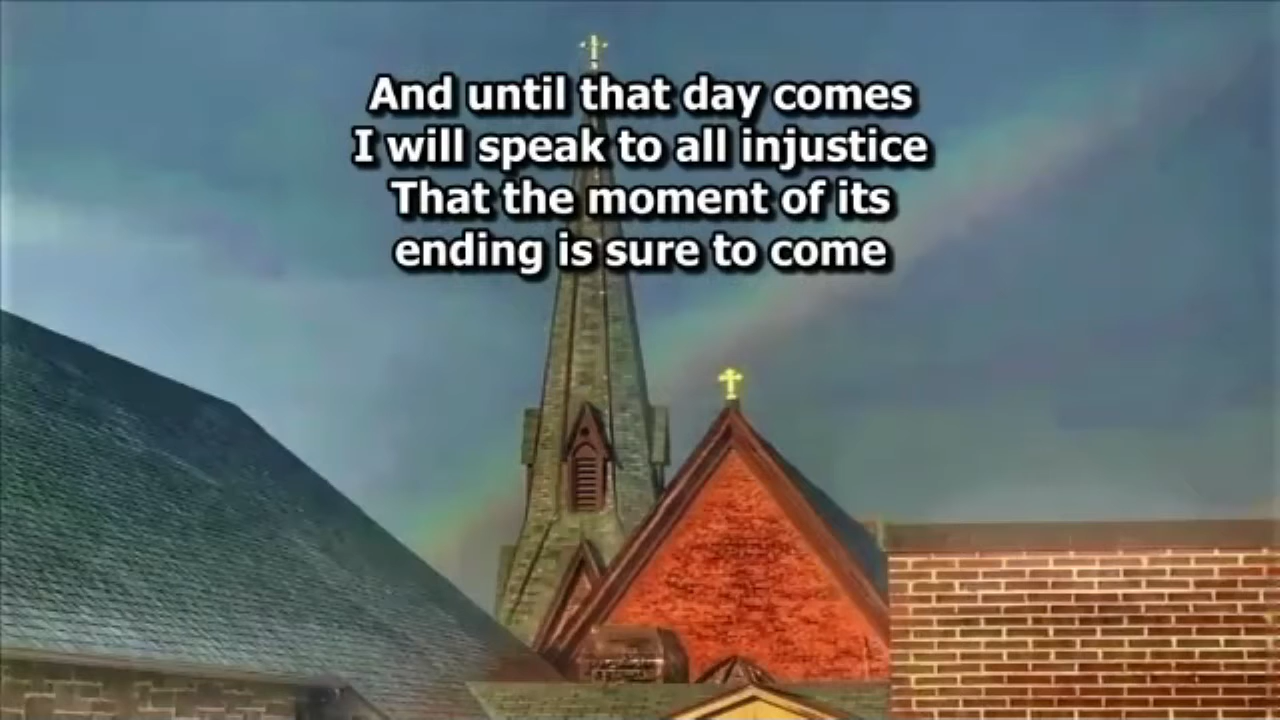 And until that day comes
I will speak to all injustice
That the moment of its
ending is sure to come